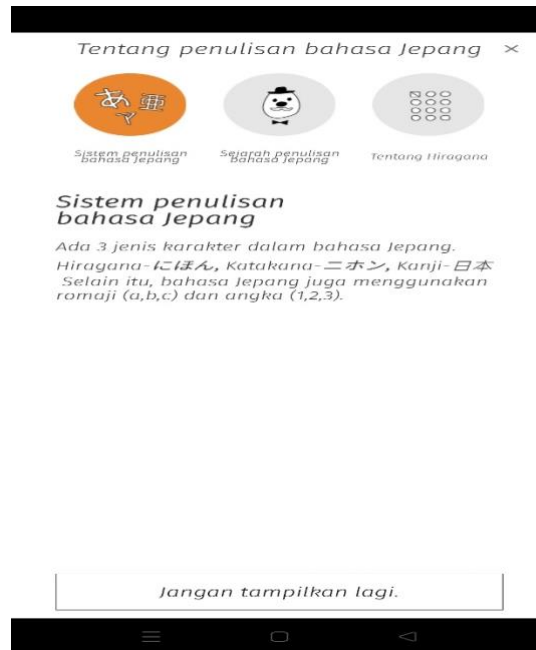 Tentang penulisan bahasa Jepang ×
あ 亜
ア
Sistem penulisan
bahasa Jepang
Sejarah penulisan
bahasa Jepang
Tentang Hiragana
Sistem penulisan
bahasa Jepang
Ada 3 jenis karakter dalam bahasa Jepang.
Hiragana-にほん, Katakana-ニホン, Kanji-日本
Selain itu, bahasa Jepang juga menggunakan
romaji (a,b,c) dan angka (1,2,3).
Jangan tampilkan lagi.